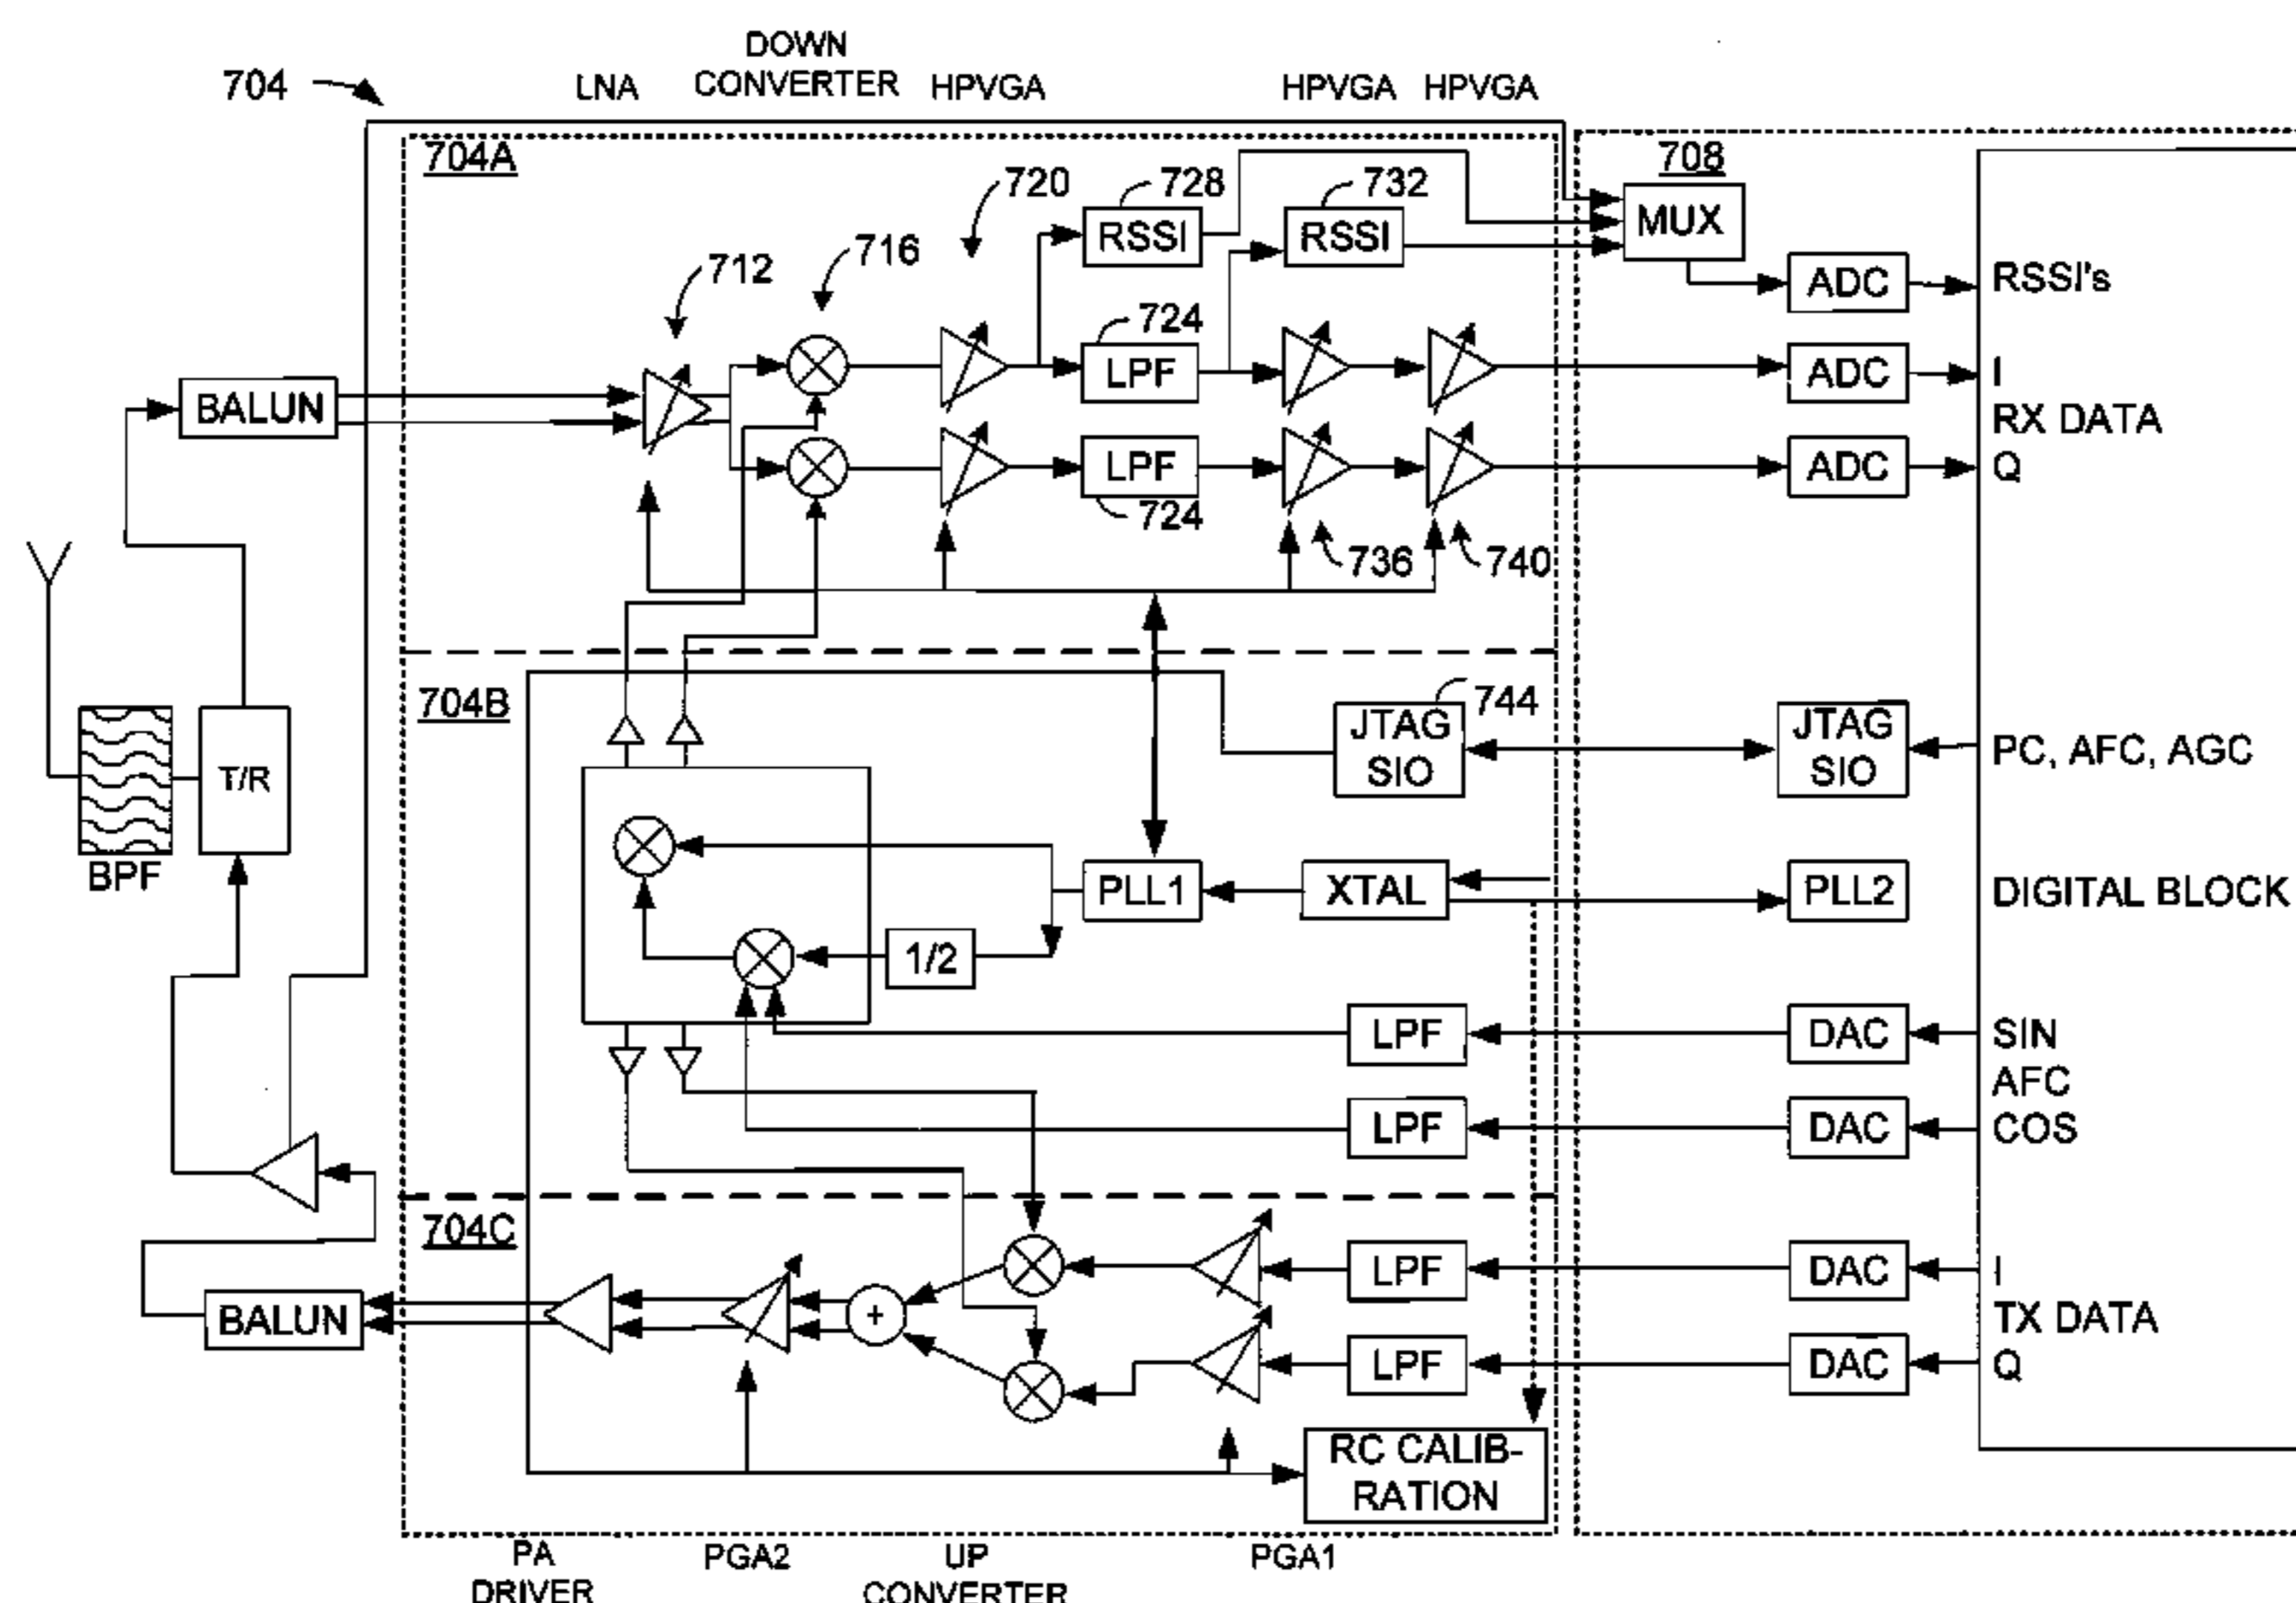 DOWN
CONVERTER
704
LNA
HPVGA
HPVGA
HPVGA
704A
708
720
728
732
RSSI
RSSI
MUX
716
712
ADC
RSSI's
724
LPF
ADC
I
BALUN
RX DATA
LPF
ADC
Q
724
736
740
704B
744
JTAG
SIO
JTAG
SIO
PC, AFC, AGC
T/R
BPF
PLL1
XTAL
PLL2
DIGITAL BLOCK
1/2
LPF
DAC
SIN
AFC
LPF
DAC
COS
704C
LPF
DAC
I
BALUN
+
TX DATA
LPF
DAC
Q
RC CALIB-
RATION
PA
DRIVER
PGA2
UP
CONVERTER
PGA1